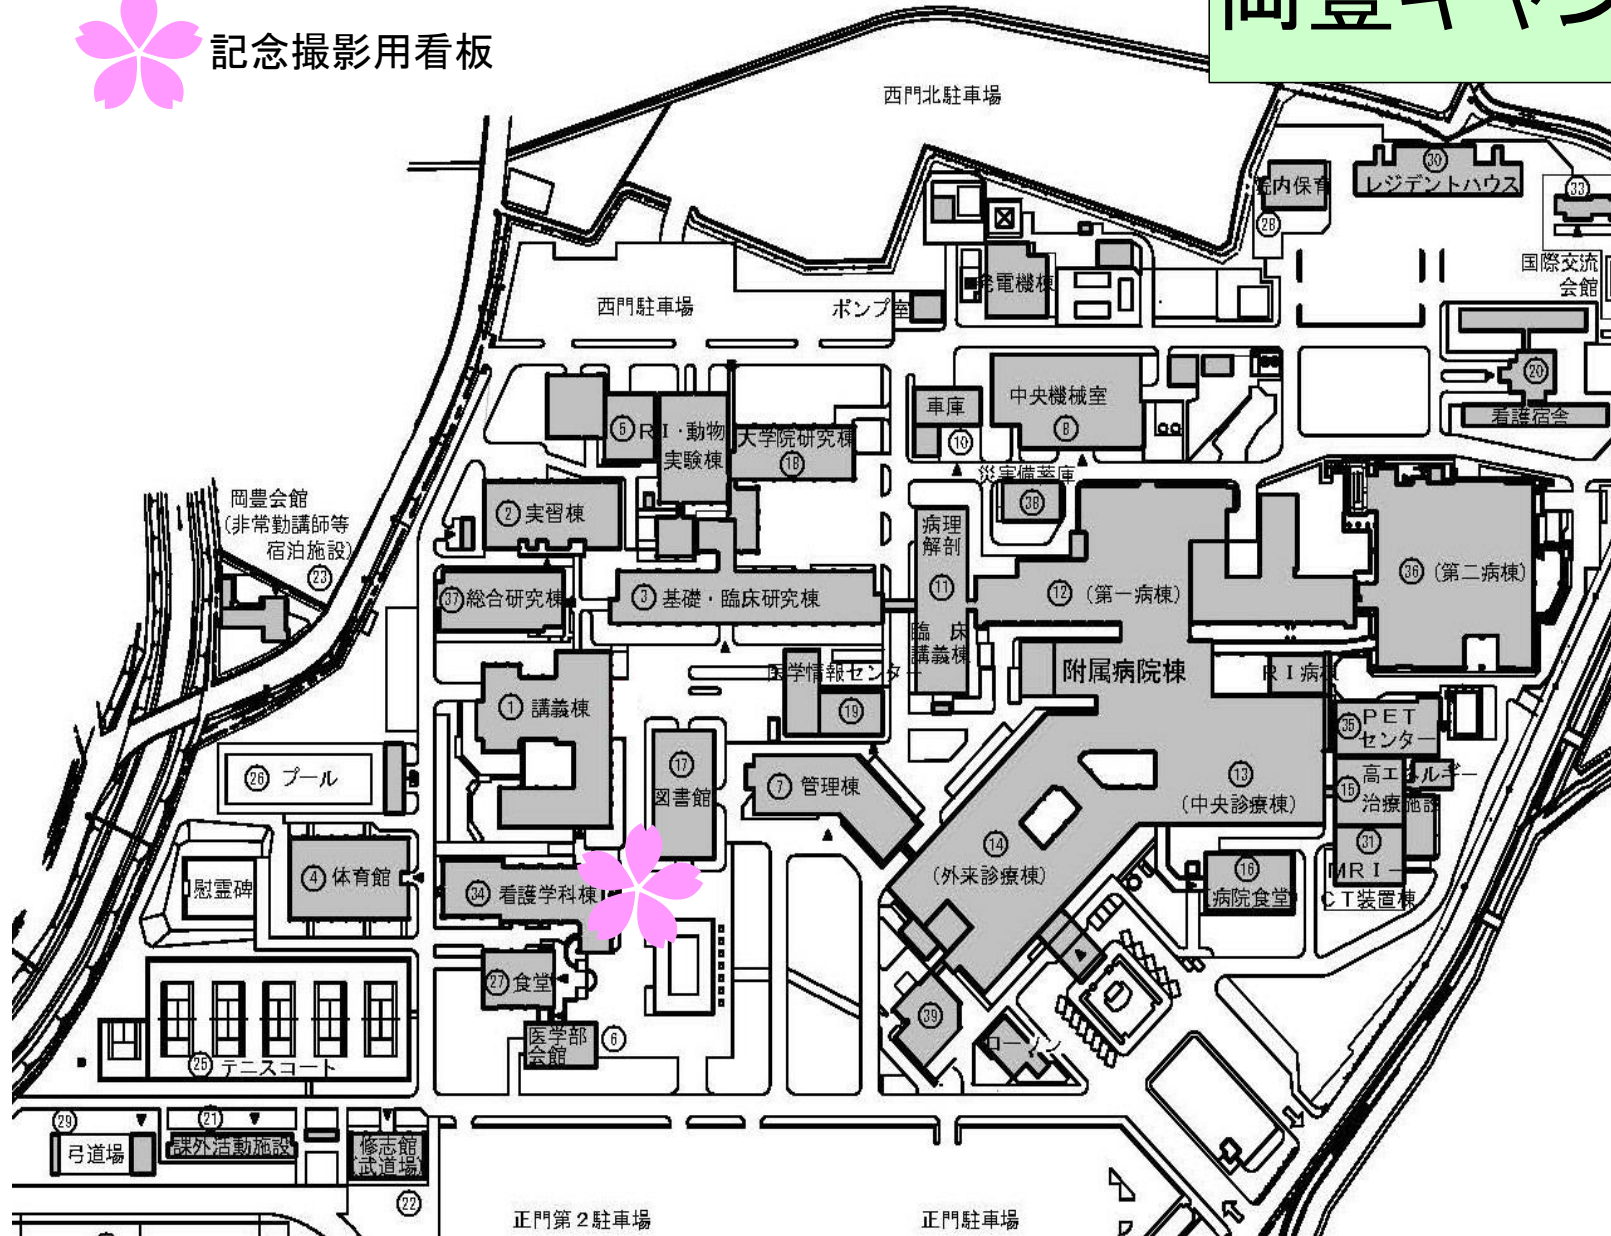 記念撮影用看板
岡豊キャン
西門北駐車場
30
レジデントハウス
院内保育
28
33
国際交流
会館
西門駐車場
ポンプ室
発電機棟
20
看護宿舎
車庫
10
中央機械室
8
5
RI・動物
実験棟
大学院研究棟
18
災害備蓄庫
38
岡豊会館
(非常勤講師等
宿泊施設)
23
2 実習棟
病理
解剖
11
臨床
講義棟
12 (第一病棟)
36 (第二病棟)
37 総合研究棟
3 基礎・臨床研究棟
附属病院棟
RI病棟
医学情報センター
19
1 講義棟
35 PET
センター
26 プール
17
図書館
7 管理棟
13
(中央診療棟)
高エネルギー
15 治療施設
31
MRI-
CT装置棟
14
(外来診療棟)
16
病院食堂
慰霊碑
4 体育館
34 看護学科棟
27 食堂
医学部
会館
6
39
ローソン
25 テニスコート
29
弓道場
21
課外活動施設
修志館
(武道場)
22
正門第2駐車場
正門駐車場